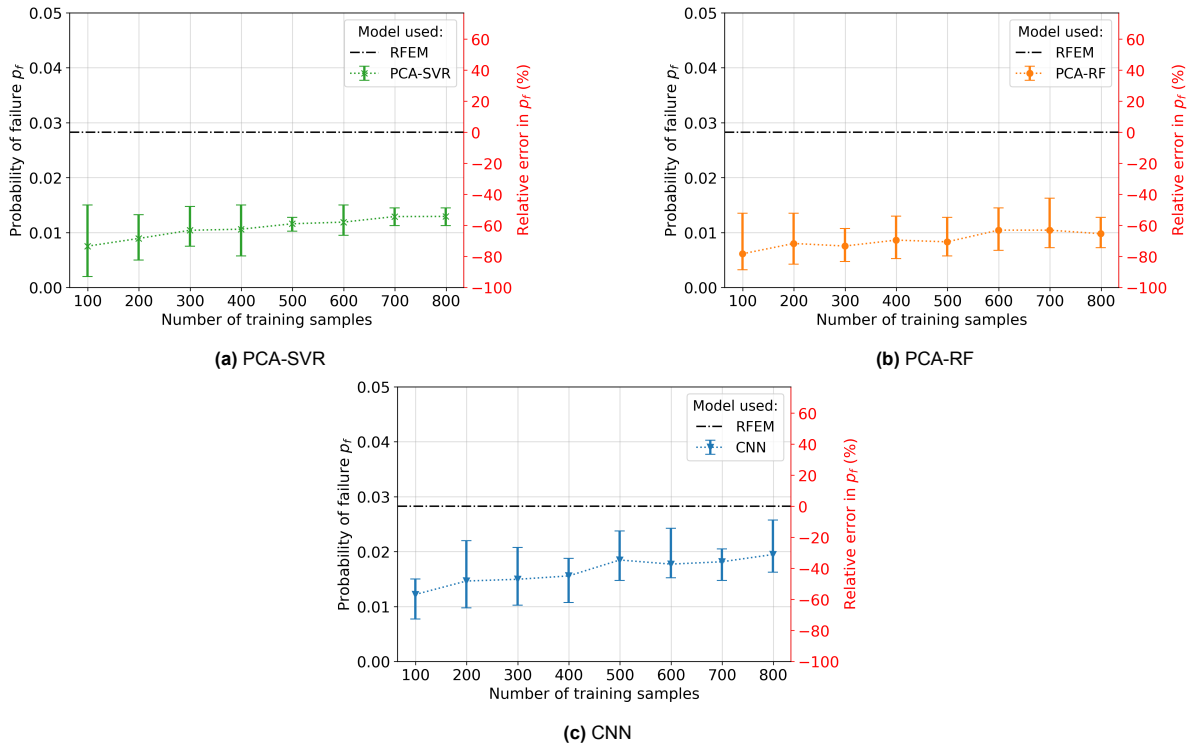 Probability of failure p_f
0.05
0.04
0.03
0.02
0.01
0.00
100 200 300 400 500 600 700 800
Number of training samples
Model used:
RFEM
PCA-SVR
60
40
20
0
−20
−40
−60
−80
−100
Relative error in p_f (%)
(a) PCA-SVR
Probability of failure p_f
0.05
0.04
0.03
0.02
0.01
0.00
100 200 300 400 500 600 700 800
Number of training samples
Model used:
RFEM
PCA-RF
60
40
20
0
−20
−40
−60
−80
−100
Relative error in p_f (%)
(b) PCA-RF
Probability of failure p_f
0.05
0.04
0.03
0.02
0.01
0.00
100 200 300 400 500 600 700 800
Number of training samples
Model used:
RFEM
CNN
60
40
20
0
−20
−40
−60
−80
−100
Relative error in p_f (%)
(c) CNN